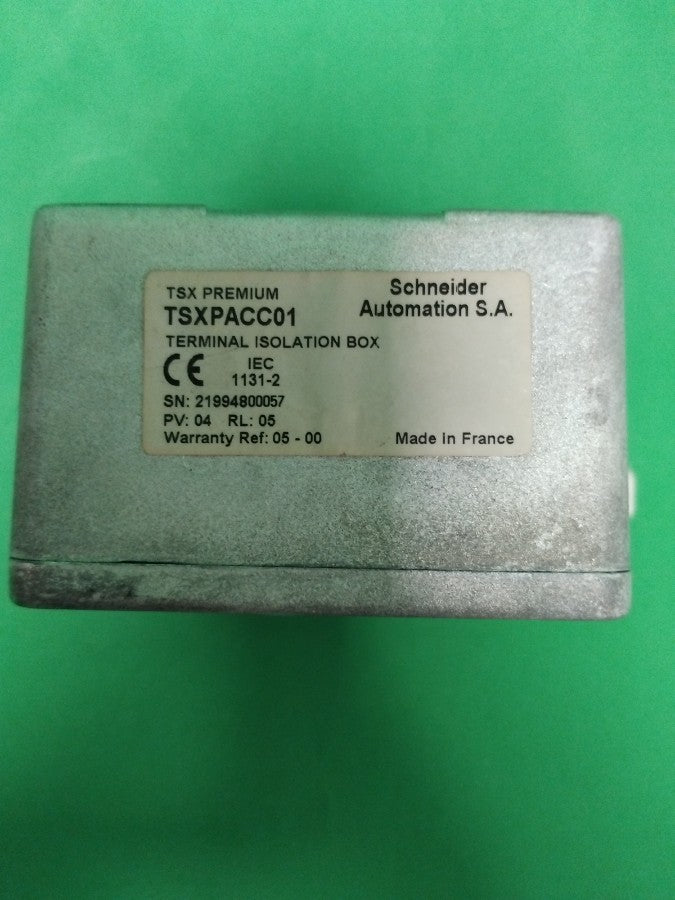 TSX PREMIUM
TSXPACC01
TERMINAL ISOLATION BOX
Schneider
Automation S.A.
CE
IEC
1131-2
SN: 21994800057
PV: 04 RL: 05
Warranty Ref: 05 - 00
Made in France